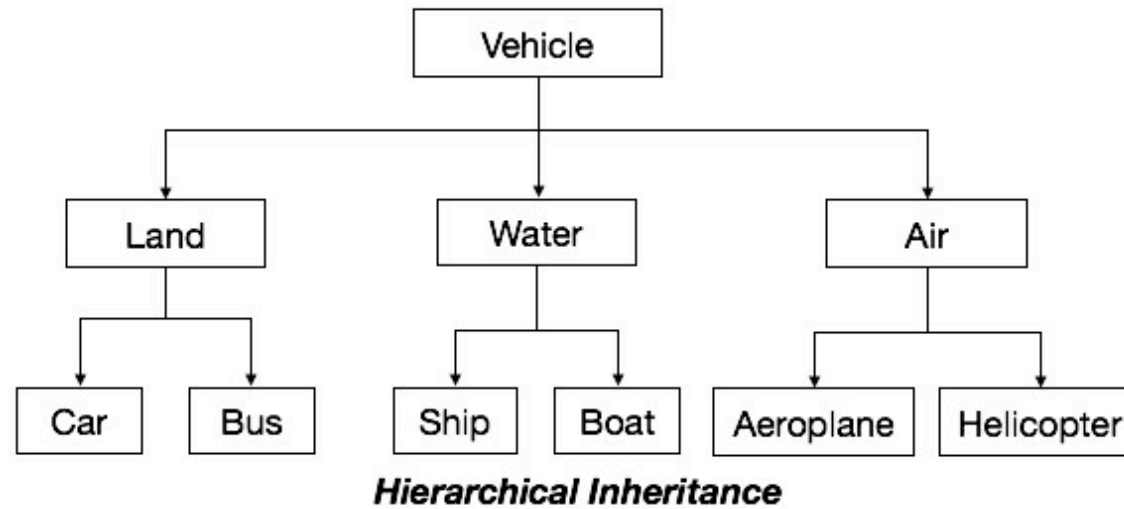 Vehicle
Land Water Air
Car Bus Ship Boat Aeroplane Helicopter
Hierarchical Inheritance